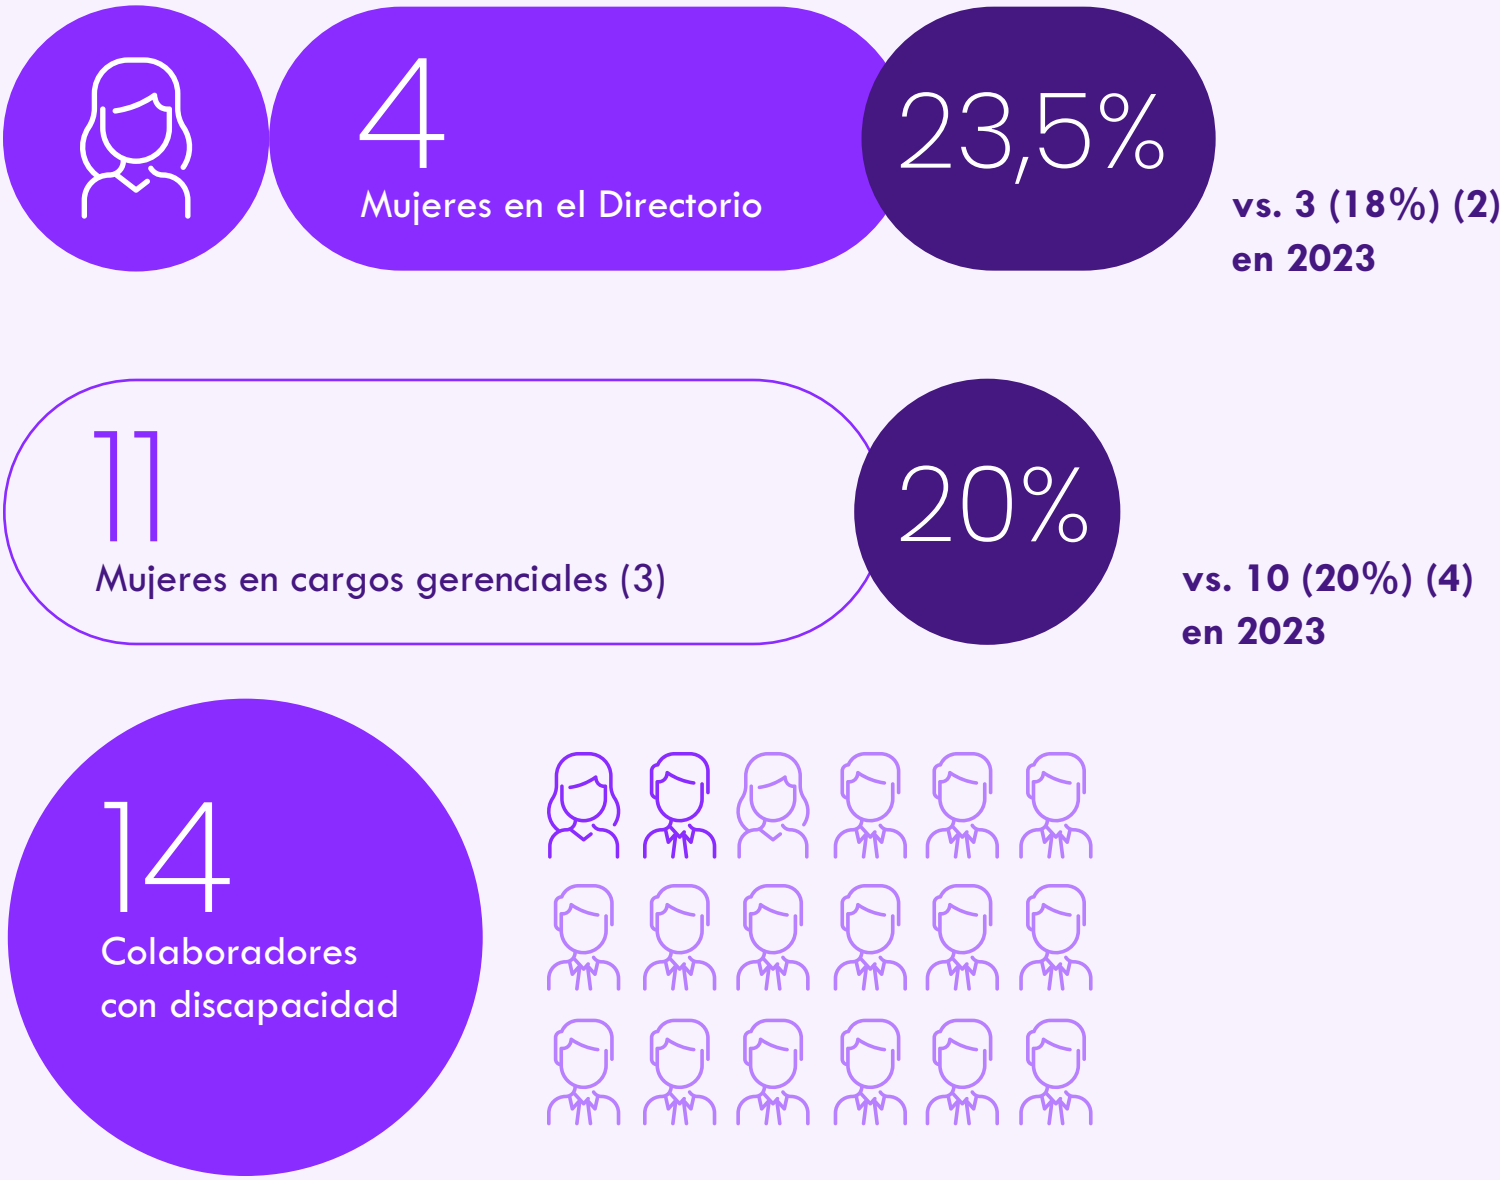 4
Mujeres en el Directorio
23,5%
vs. 3 (18%) (2)
en 2023
11
Mujeres en cargos gerenciales (3)
20%
vs. 10 (20%) (4)
en 2023
14
Colaboradores
con discapacidad